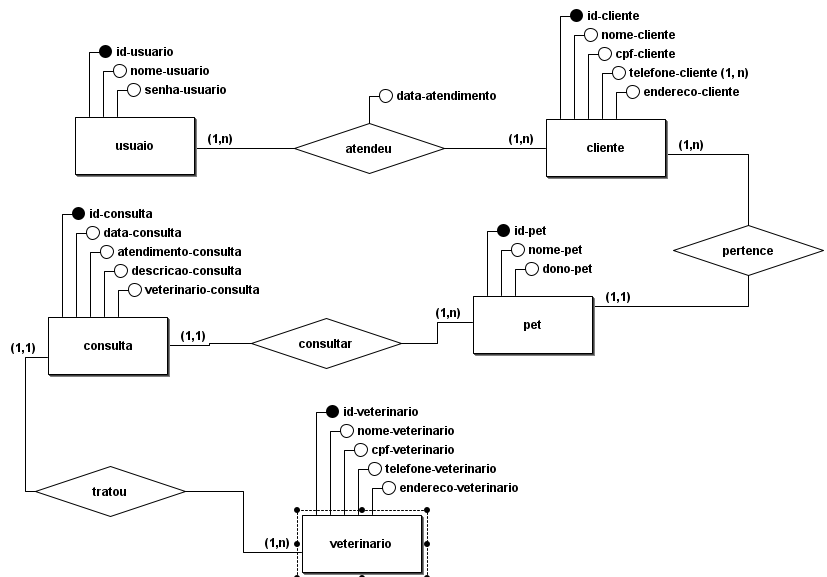 id-cliente
nome-cliente
cpf-cliente
telefone-cliente (1, n)
endereco-cliente
id-usuario
nome-usuario
senha-usuario
data-atendimento
usuaio
(1,n)
atendeu
(1,n)
cliente
(1,n)
id-consulta
data-consulta
atendimento-consulta
descricao-consulta
veterinario-consulta
id-pet
nome-pet
dono-pet
pertence
(1,1)
consulta
(1,1)
consultar
(1,n)
pet
(1,1)
id-veterinario
nome-veterinario
cpf-veterinario
telefone-veterinario
endereco-veterinario
tratou
(1,n)
veterinario